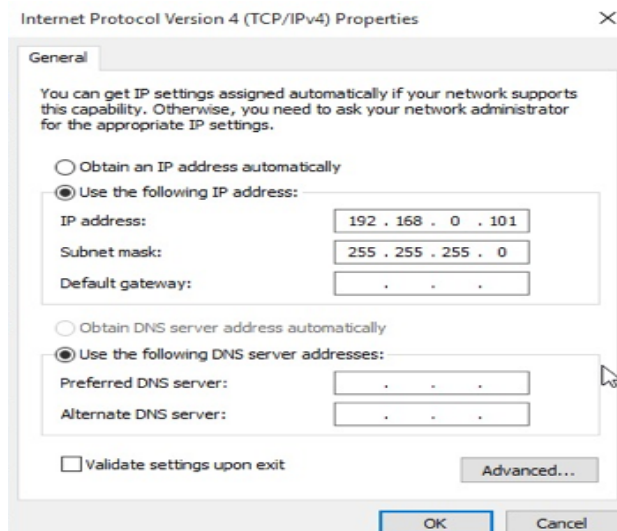 Internet Protocol Version 4 (TCP/IPv4) Properties
General
You can get IP settings assigned automatically if your network supports
this capability. Otherwise, you need to ask your network administrator
for the appropriate IP settings.
Obtain an IP address automatically
Use the following IP address:
IP address: 192 . 168 . 0 . 101
Subnet mask: 255 . 255 . 255 . 0
Default gateway: . . .
Obtain DNS server address automatically
Use the following DNS server addresses:
Preferred DNS server: . . .
Alternate DNS server: . . .
Validate settings upon exit
Advanced...
OK Cancel